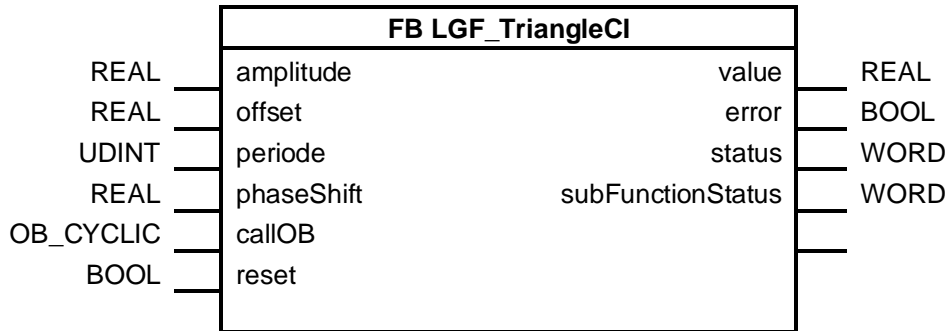 FB LGF_TriangleCI
REAL amplitude value REAL
REAL offset error BOOL
UDINT periode status WORD
REAL phaseShift subFunctionStatus WORD
OB_CYCLIC callOB
BOOL reset